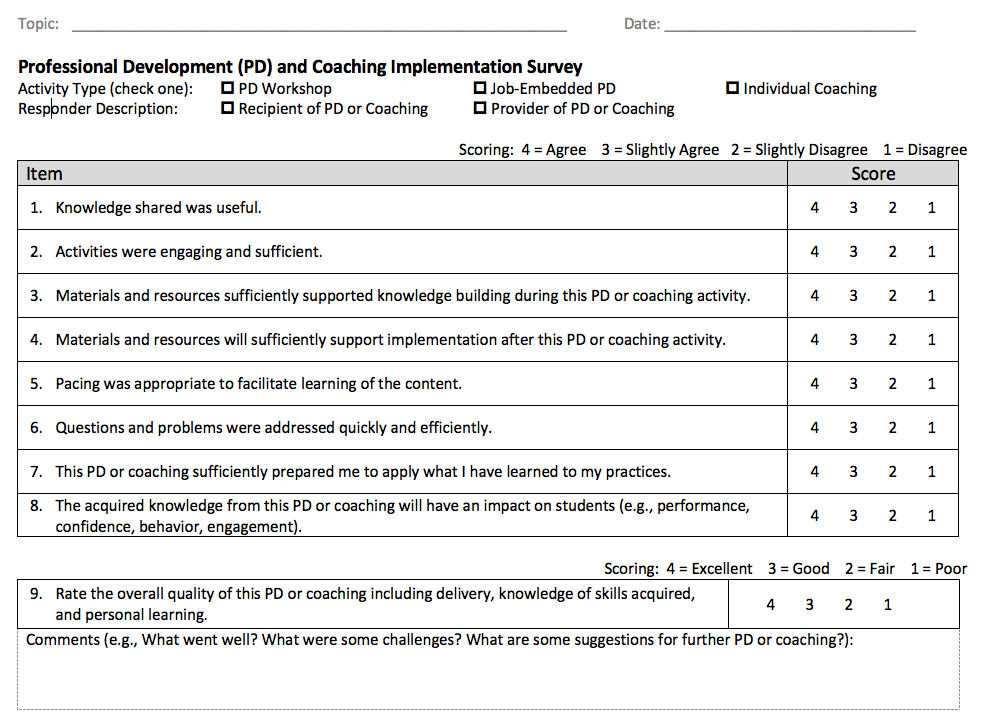 Topic: ________________________ Date: ________________________
Professional Development (PD) and Coaching Implementation Survey
Activity Type (check one): ☐ PD Workshop ☐ Job-Embedded PD ☐ Individual Coaching
Responder Description: ☐ Recipient of PD or Coaching ☐ Provider of PD or Coaching
Scoring: 4 = Agree 3 = Slightly Agree 2 = Slightly Disagree 1 = Disagree
Item Score
1. Knowledge shared was useful. 4 3 2 1
2. Activities were engaging and sufficient. 4 3 2 1
3. Materials and resources sufficiently supported knowledge building during this PD or coaching activity. 4 3 2 1
4. Materials and resources will sufficiently support implementation after this PD or coaching activity. 4 3 2 1
5. Pacing was appropriate to facilitate learning of the content. 4 3 2 1
6. Questions and problems were addressed quickly and efficiently. 4 3 2 1
7. This PD or coaching sufficiently prepared me to apply what I have learned to my practices. 4 3 2 1
8. The acquired knowledge from this PD or coaching will have an impact on students (e.g., performance,
confidence, behavior, engagement). 4 3 2 1
Scoring: 4 = Excellent 3 = Good 2 = Fair 1 = Poor
9. Rate the overall quality of this PD or coaching including delivery, knowledge of skills acquired,
and personal learning. 4 3 2 1
Comments (e.g., What went well? What were some challenges? What are some suggestions for further PD or coaching?):